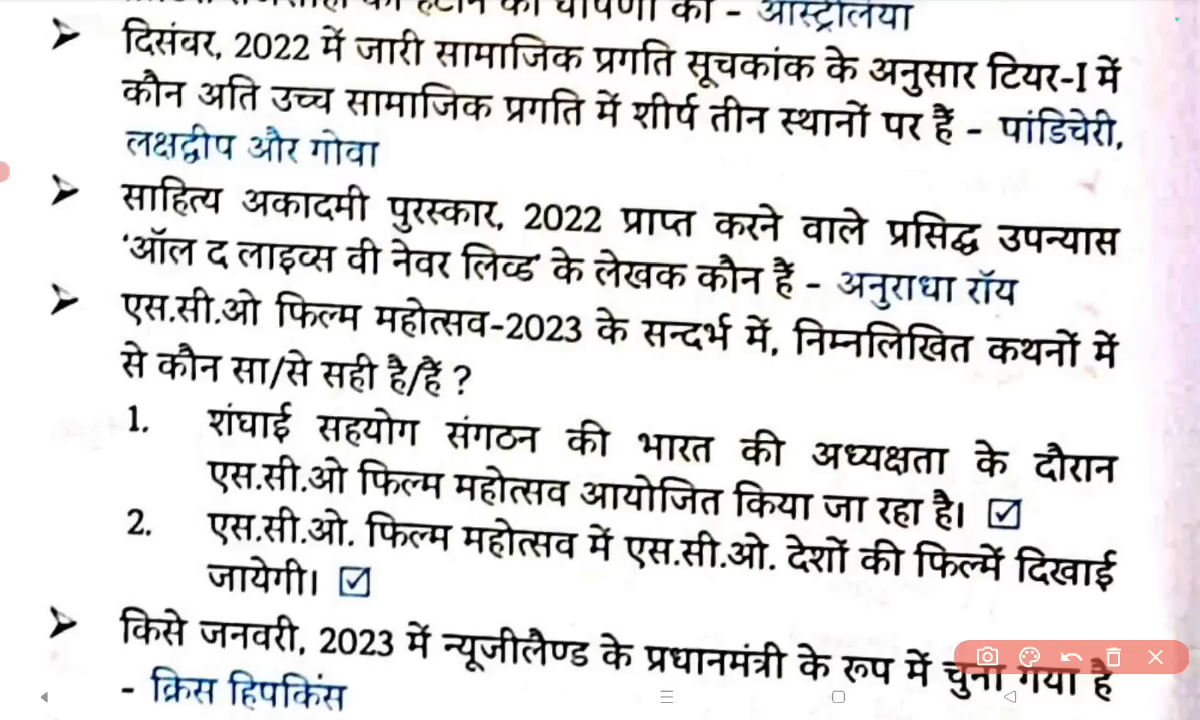 की - ऑस्ट्रेलिया
➤ दिसंबर, 2022 में जारी सामाजिक प्रगति सूचकांक के अनुसार टियर-I में
कौन अति उच्च सामाजिक प्रगति में शीर्ष तीन स्थानों पर हैं - पांडिचेरी,
लक्षद्वीप और गोवा
➤ साहित्य अकादमी पुरस्कार, 2022 प्राप्त करने वाले प्रसिद्ध उपन्यास
'ऑल द लाइव्स वी नेवर लिव्ड' के लेखक कौन हैं - अनुराधा रॉय
➤ एस.सी.ओ फिल्म महोत्सव-2023 के सन्दर्भ में, निम्नलिखित कथनों में
से कौन सा/से सही है/हैं ?
1. शंघाई सहयोग संगठन की भारत की अध्यक्षता के दौरान
एस.सी.ओ फिल्म महोत्सव आयोजित किया जा रहा है। ☑
2. एस.सी.ओ. फिल्म महोत्सव में एस.सी.ओ. देशों की फिल्में दिखाई
जायेगी। ☑
➤ किसे जनवरी, 2023 में न्यूजीलैण्ड के प्रधानमंत्री के रूप में चुना गया है
- क्रिस हिपकिंस